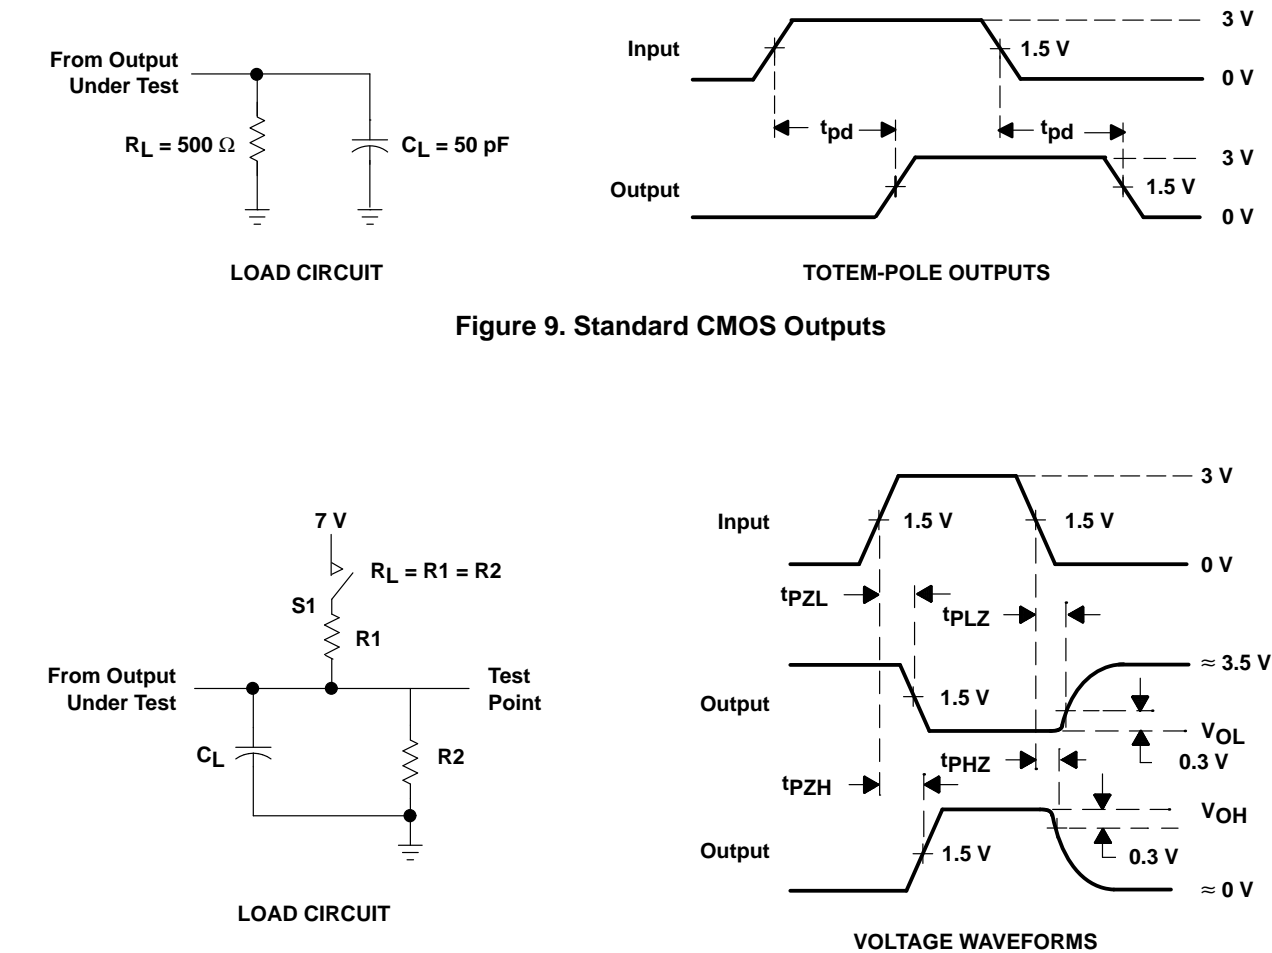 From Output
Under Test
RL = 500 Ω
CL = 50 pF
LOAD CIRCUIT
Input
3 V
1.5 V
0 V
tpd
tpd
Output
3 V
1.5 V
0 V
TOTEM-POLE OUTPUTS
Figure 9. Standard CMOS Outputs
7 V
RL = R1 = R2
S1
R1
From Output
Under Test
Test
Point
CL
R2
LOAD CIRCUIT
Input
3 V
1.5 V
1.5 V
0 V
tPZL
tPLZ
Output
1.5 V
≈ 3.5 V
VOL
0.3 V
tPHZ
tPZH
Output
1.5 V
VOH
0.3 V
≈ 0 V
VOLTAGE WAVEFORMS